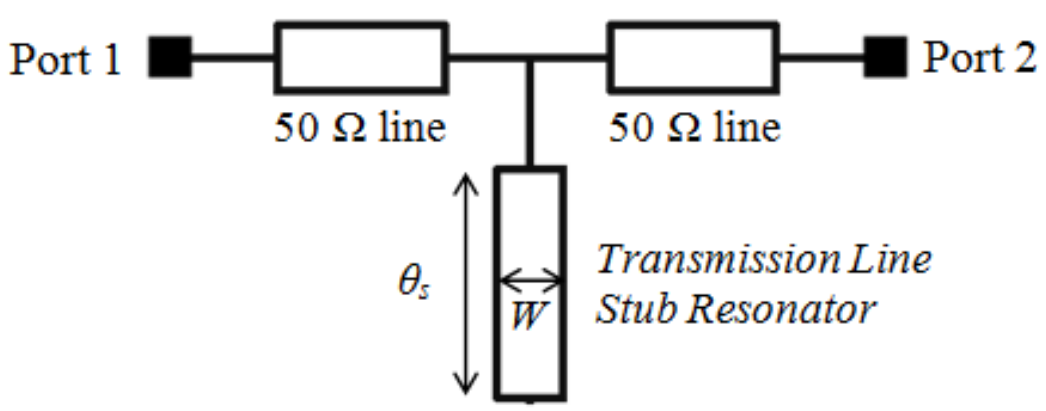 Port 1
Port 2
50 Ω line
50 Ω line
θs
W
Transmission Line
Stub Resonator